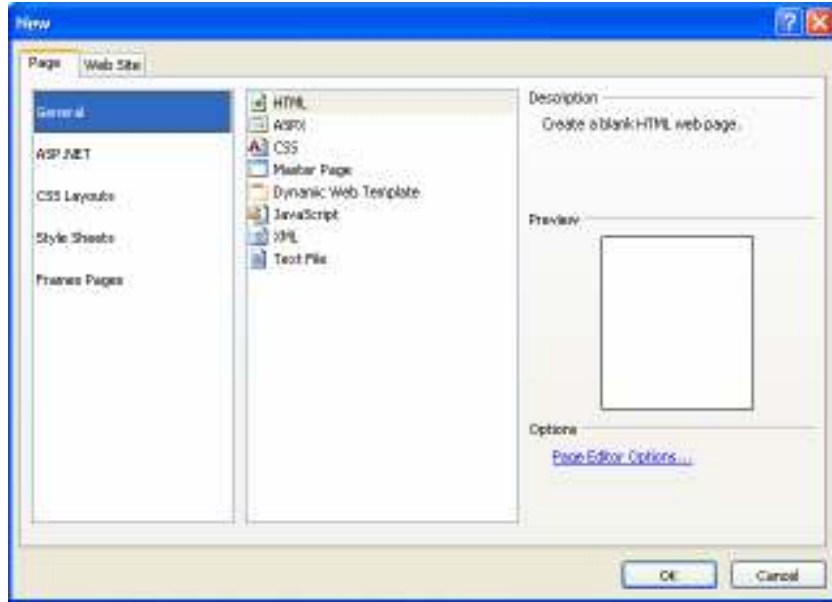 New
Page
Web Site
General
ASP.NET
CSS Layouts
Style Sheets
Frames Pages
HTML
ASPX
CSS
Master Page
Dynamic Web Template
JavaScript
XML
Text File
Description
Create a blank HTML web page.
Preview
Options
Page Editor Options...
OK
Cancel